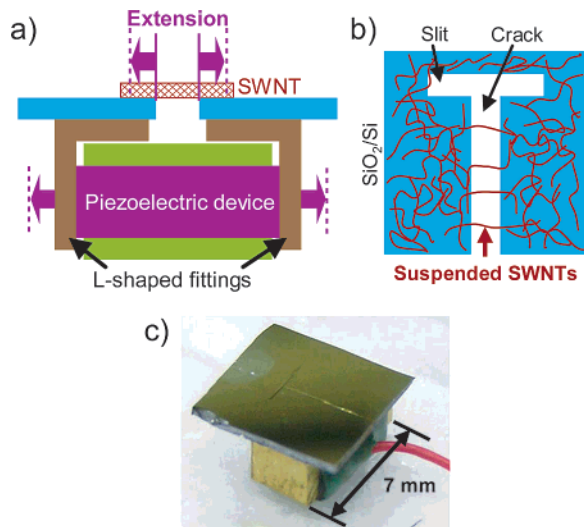 a)
Extension
SWNT
Piezoelectric device
L-shaped fittings
b)
Slit
Crack
SiO₂/Si
Suspended SWNTs
c)
7 mm